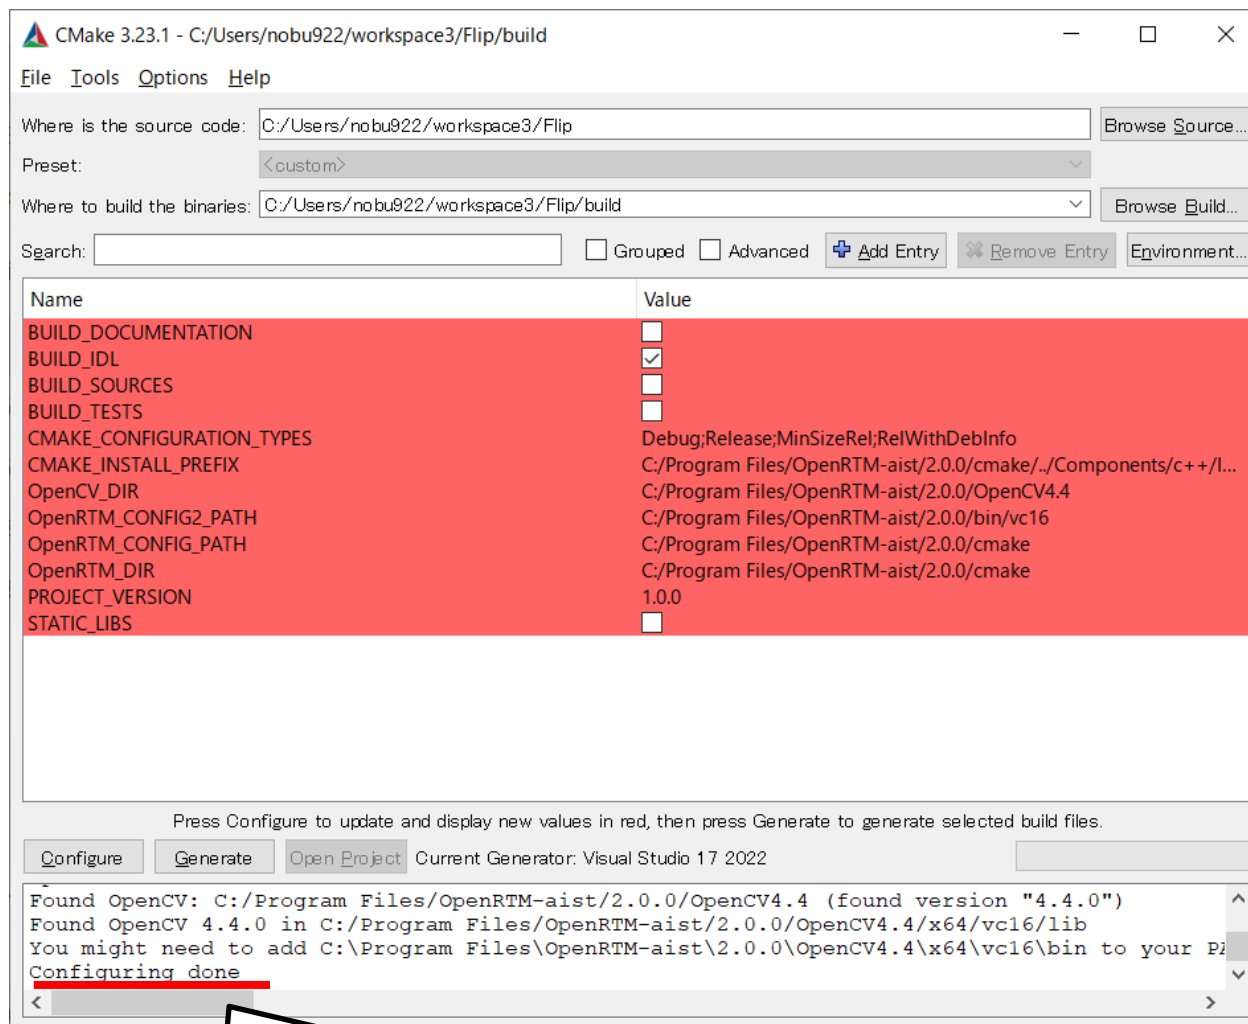 CMake 3.23.1 - C:/Users/nobu922/workspace3/Flip/build
File Tools Options Help
Where is the source code: C:/Users/nobu922/workspace3/Flip Browse Source...
Preset: <custom>
Where to build the binaries: C:/Users/nobu922/workspace3/Flip/build Browse Build...
Search: Grouped Advanced Add Entry Remove Entry Environment...
Name Value
BUILD_DOCUMENTATION
BUILD_IDL
BUILD_SOURCES
BUILD_TESTS
CMAKE_CONFIGURATION_TYPES Debug;Release;MinSizeRel;RelWithDebInfo
CMAKE_INSTALL_PREFIX C:/Program Files/OpenRTM-aist/2.0.0/cmake/../Components/c++/I...
OpenCV_DIR C:/Program Files/OpenRTM-aist/2.0.0/OpenCV4.4
OpenRTM_CONFIG2_PATH C:/Program Files/OpenRTM-aist/2.0.0/bin/vc16
OpenRTM_CONFIG_PATH C:/Program Files/OpenRTM-aist/2.0.0/cmake
OpenRTM_DIR C:/Program Files/OpenRTM-aist/2.0.0/cmake
PROJECT_VERSION 1.0.0
STATIC_LIBS
Press Configure to update and display new values in red, then press Generate to generate selected build files.
Configure Generate Open Project Current Generator: Visual Studio 17 2022
Found OpenCV: C:/Program Files/OpenRTM-aist/2.0.0/OpenCV4.4 (found version "4.4.0")
Found OpenCV 4.4.0 in C:/Program Files/OpenRTM-aist/2.0.0/OpenCV4.4/x64/vc16/lib
You might need to add C:\Program Files\OpenRTM-aist\2.0.0\OpenCV4.4\x64\vc16\bin to your
Configuring done